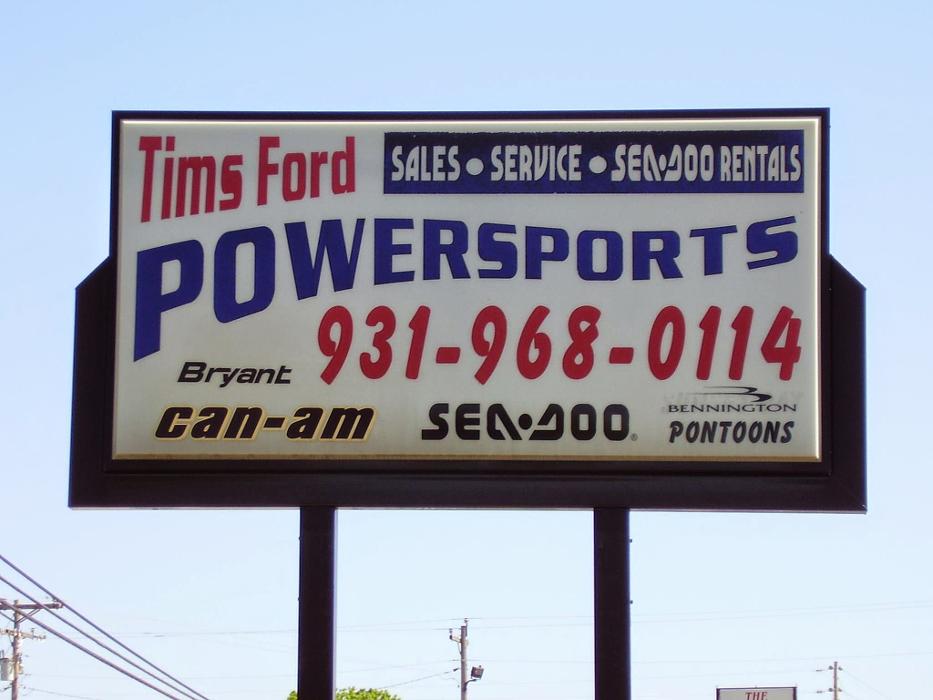 Tims Ford
SALES • SERVICE • SEA-DOO RENTALS
POWERSPORTS
931-968-0114
Bryant
can-am
SEA-DOO®
BENNINGTON
PONTOONS
THE